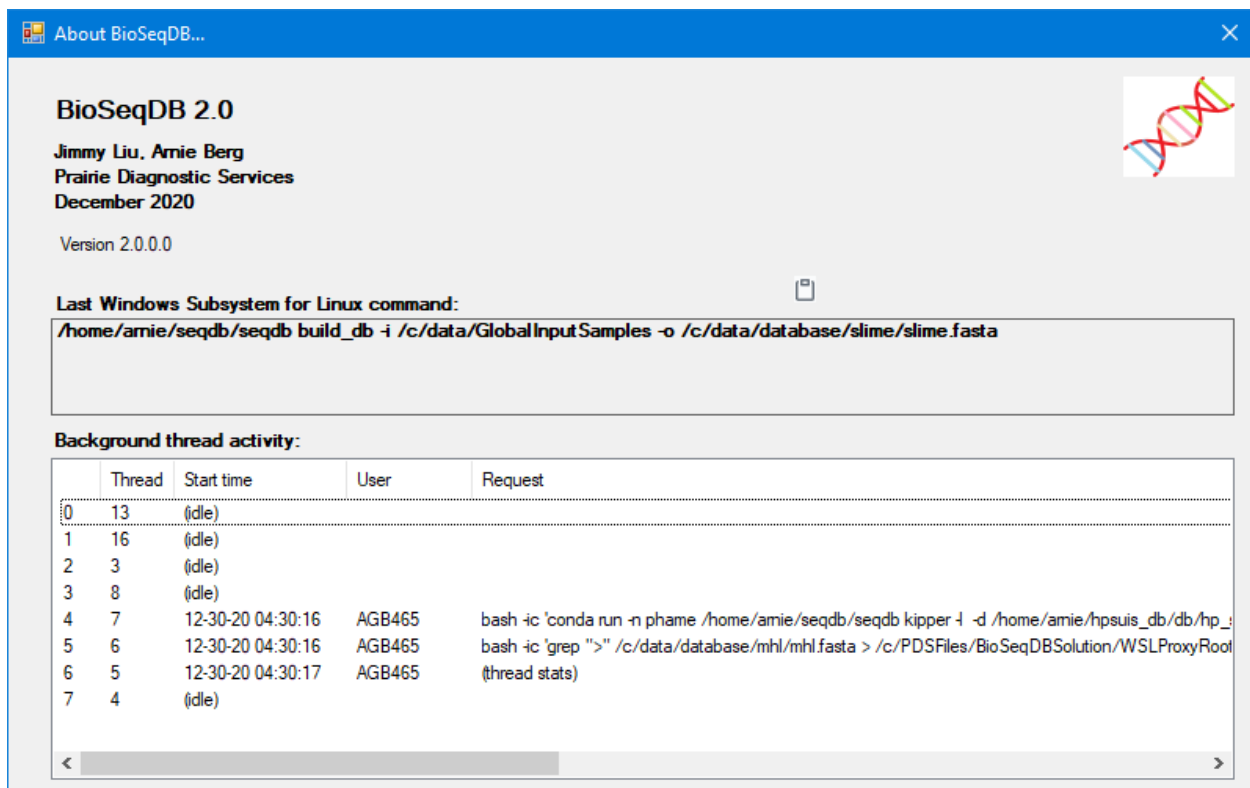 About BioSeqDB...
BioSeqDB 2.0
Jimmy Liu, Arnie Berg
Prairie Diagnostic Services
December 2020
Version 2.0.0.0
Last Windows Subsystem for Linux command:
/home/arnie/seqdb/seqdb build_db -i /c/data/GlobalInputSamples -o /c/data/database/slime/slime.fasta
Background thread activity:
Thread Start time User Request
0 13 (idle)
1 16 (idle)
2 3 (idle)
3 8 (idle)
4 7 12-30-20 04:30:16 AGB465 bash -ic 'conda run -n phame /home/arnie/seqdb/seqdb kipper -l -d /home/arnie/hpsuis_db/db/hp_
5 6 12-30-20 04:30:16 AGB465 bash -ic 'grep ">" /c/data/database/mhl/mhl.fasta > /c/PDSFiles/BioSeqDBSolution/WSLProxyRoot
6 5 12-30-20 04:30:17 AGB465 (thread stats)
7 4 (idle)